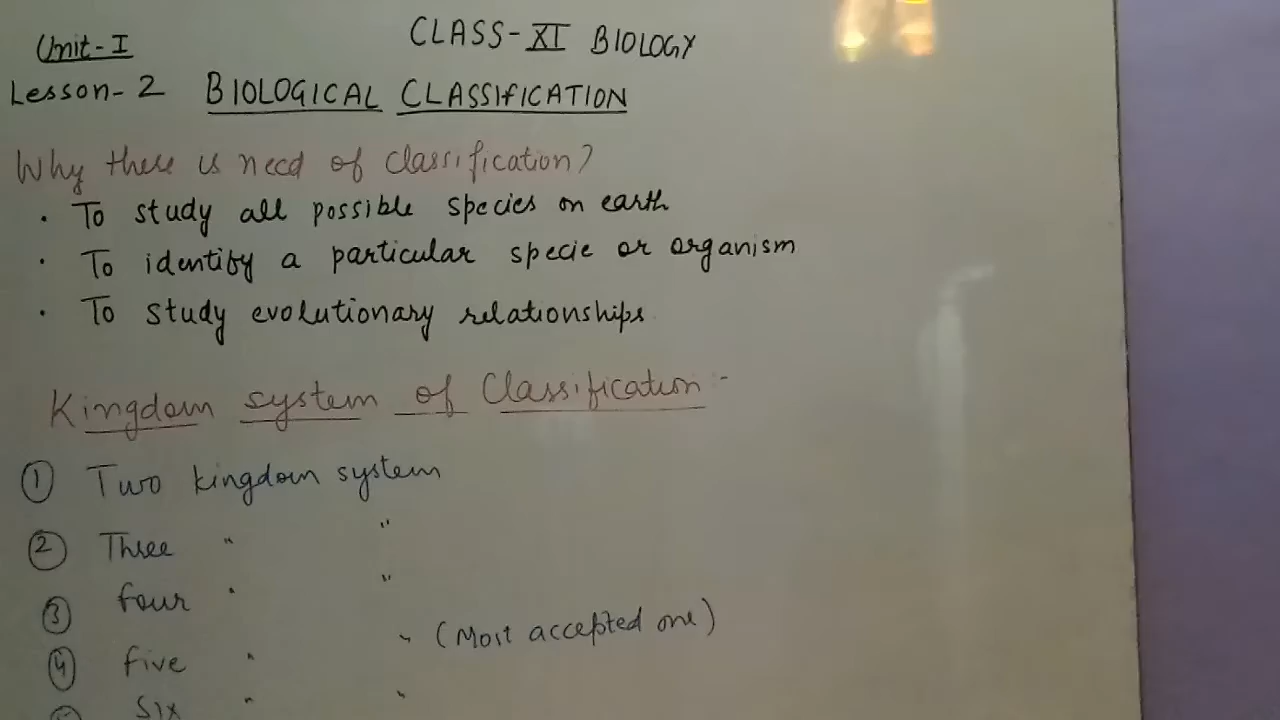 CLASS-XI BIOLOGY
Unit-I
Lesson-2 BIOLOGICAL CLASSIFICATION
Why there is need of classification?
· To study all possible species on earth
· To identify a particular specie or organism
· To study evolutionary relationships.
Kingdom system of Classification:-
① Two kingdom system
② Three " "
③ four " "
④ five " " (Most accepted one)
⑤ Six " "